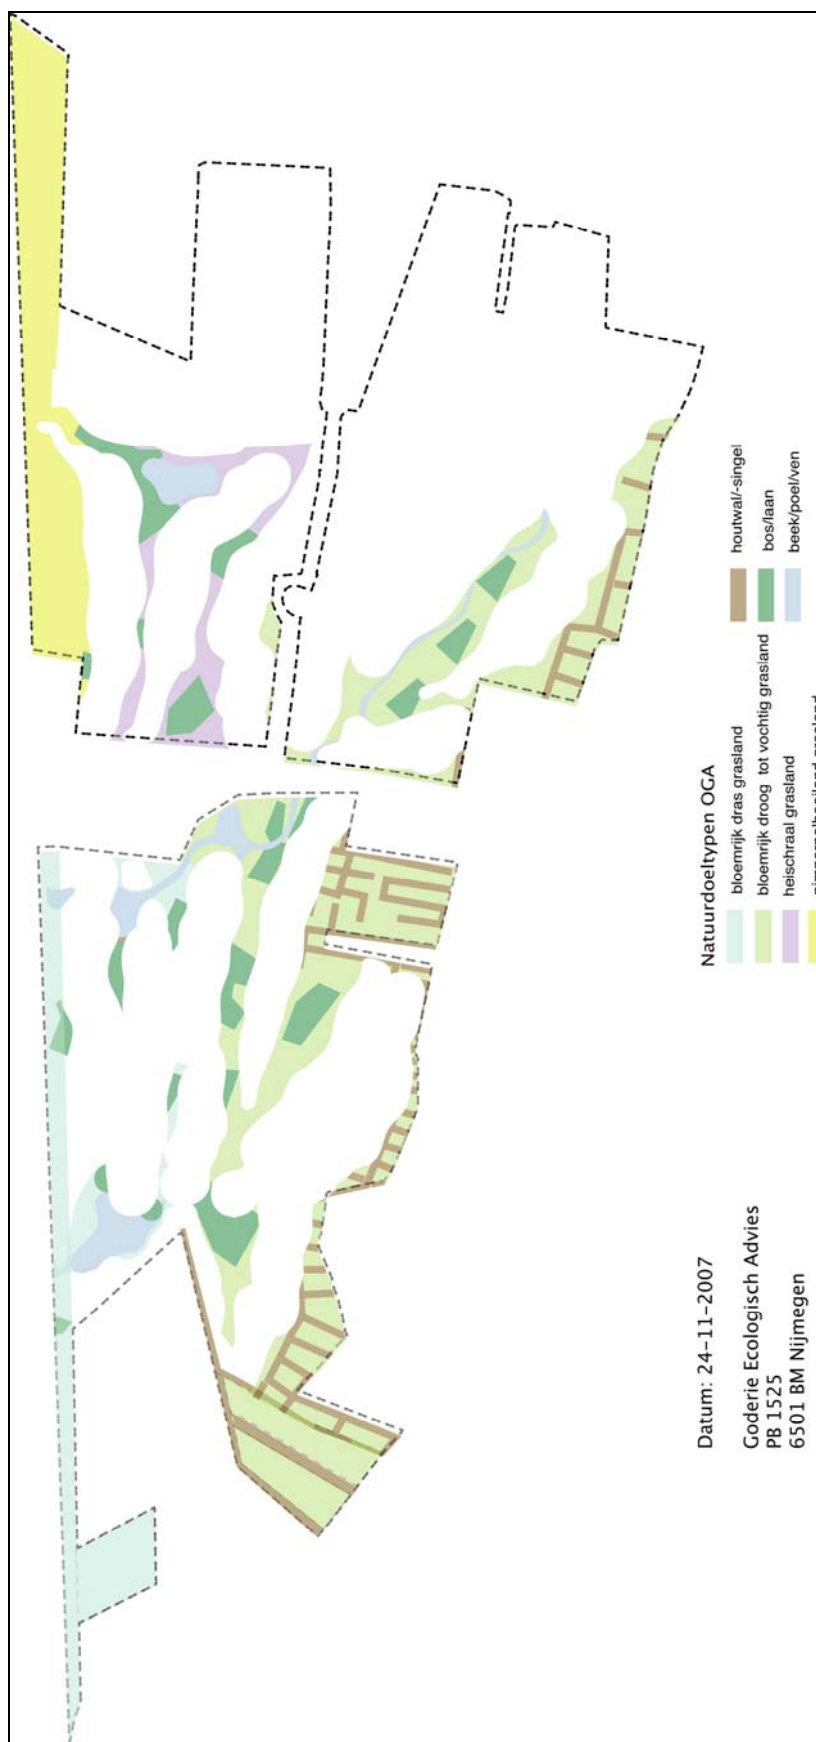 Natuurdoeltypen OGA
bloemrijk dras grasland
bloemrijk droog tot vochtig grasland
heischraal grasland
houtwal/-singel
bos/laan
beek/poel/ven
Datum: 24-11-2007
Goderie Ecologisch Advies
PB 1525
6501 BM Nijmegen